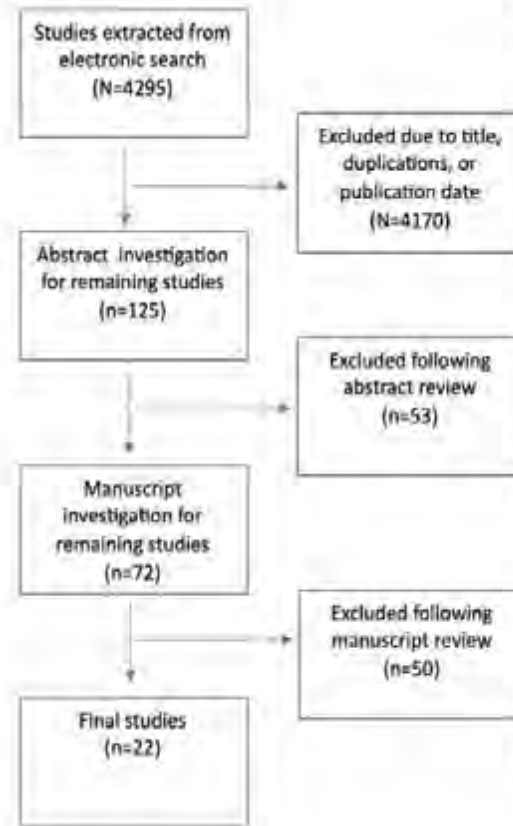 Studies extracted from
electronic search
(N=4295)
Excluded due to title,
duplications, or
publication date
(N=4170)
Abstract investigation
for remaining studies
(n=125)
Excluded following
abstract review
(n=53)
Manuscript
investigation for
remaining studies
(n=72)
Excluded following
manuscript review
(n=50)
Final studies
(n=22)